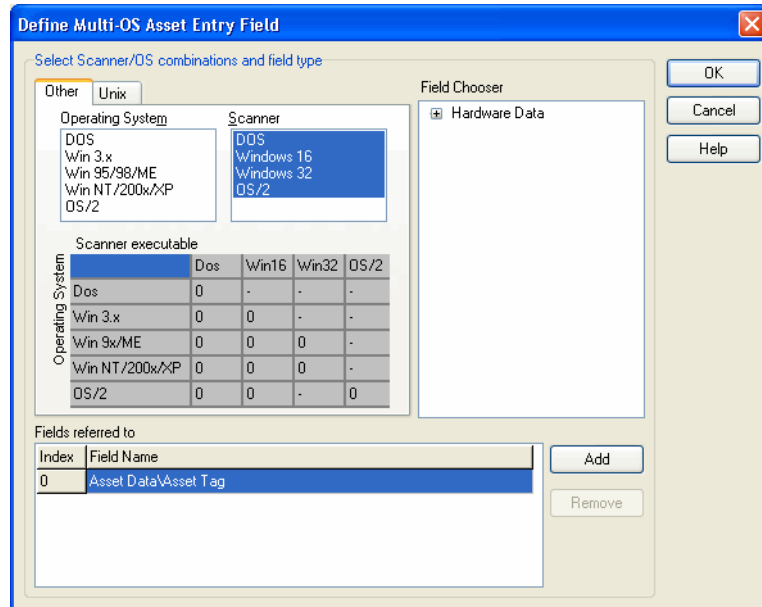 Define Multi-OS Asset Entry Field
Select Scanner/OS combinations and field type
OK
Cancel
Help
Other Unix
Operating System Scanner
DOS
Win 3.x
Win 95/98/ME
Win NT/200x/XP
OS/2
DOS
Windows 16
Windows 32
OS/2
Field Chooser
Hardware Data
Scanner executable
Operating System
Dos Win16 Win32 OS/2
Dos 0 - - -
Win 3.x 0 0 - -
Win 9x/ME 0 0 0 -
Win NT/200x/XP 0 0 0 -
OS/2 0 0 - 0
Fields referred to
Index Field Name
0 Asset Data\Asset Tag
Add
Remove